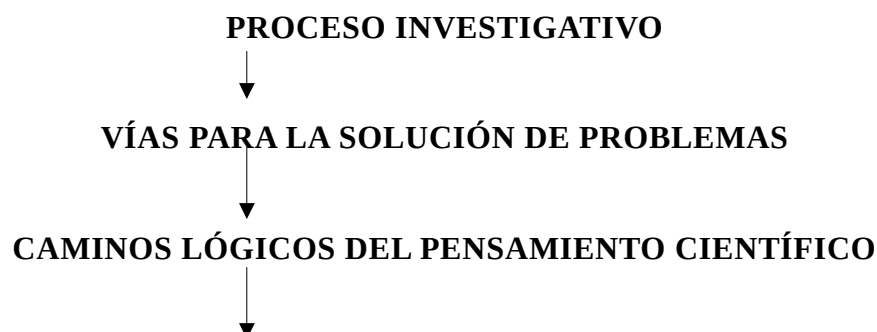 PROCESO INVESTIGATIVO
VÍAS PARA LA SOLUCIÓN DE PROBLEMAS
CAMINOS LÓGICOS DEL PENSAMIENTO CIENTÍFICO